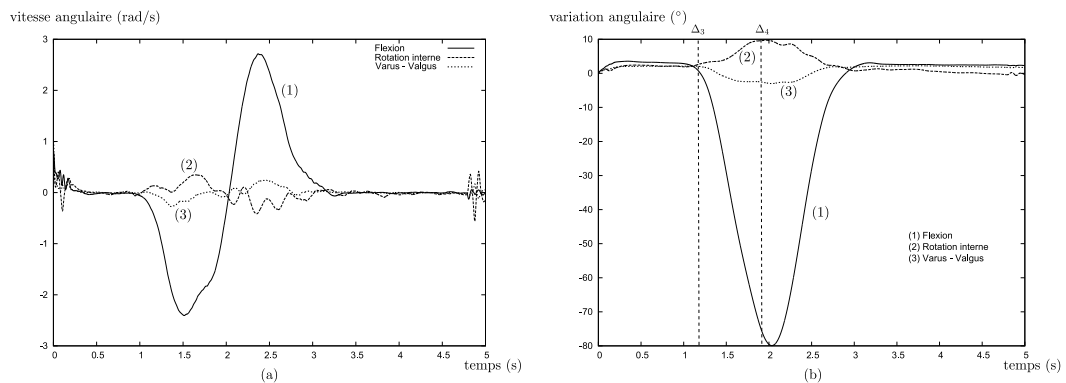 vitesse angulaire (rad/s)
3
2
1
0
-1
-2
-3
Flexion
Rotation interne
Varus - Valgus
(1)
(2)
(3)
0 0.5 1 1.5 2 2.5 3 3.5 4 4.5 5
temps (s)
(a)
variation angulaire (°)
Δ3 Δ4
10
0
-10
-20
-30
-40
-50
-60
-70
-80
(2)
(3)
(1)
(1) Flexion
(2) Rotation interne
(3) Varus - Valgus
0 0.5 1 1.5 2 2.5 3 3.5 4 4.5 5
temps (s)
(b)